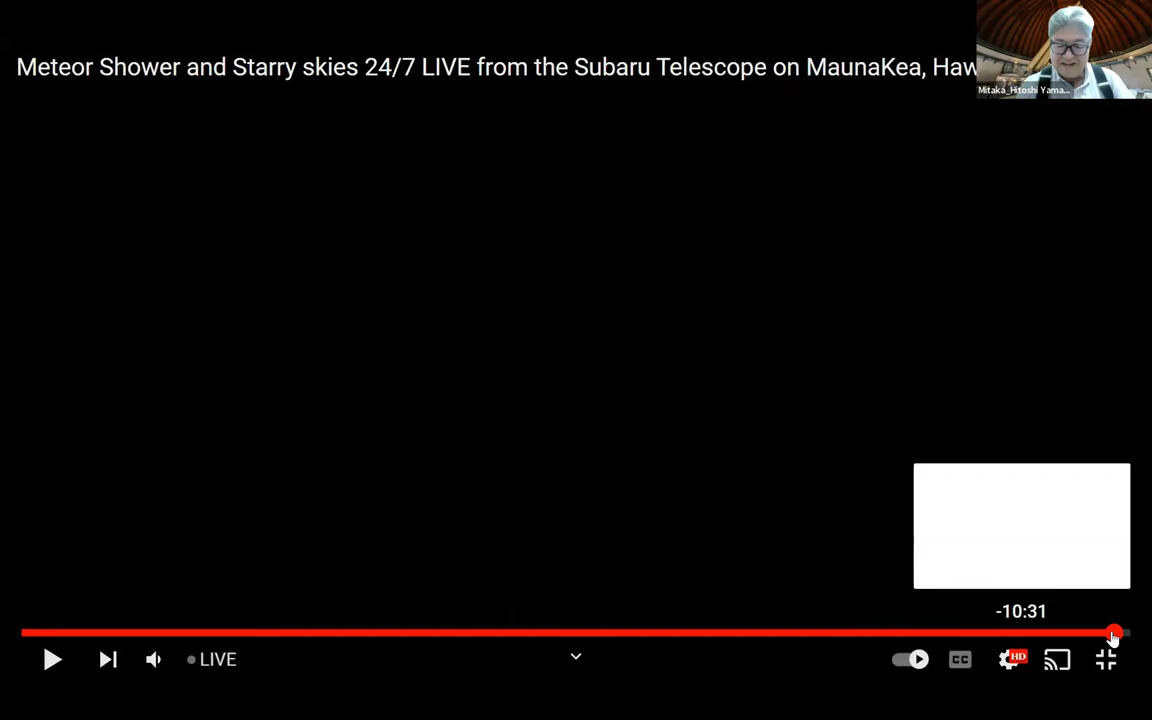 Meteor Shower and Starry skies 24/7 LIVE from the Subaru Telescope on MaunaKea, Haw
Mitaka_Hitoshi Yama...
-10:31
LIVE
CC
HD